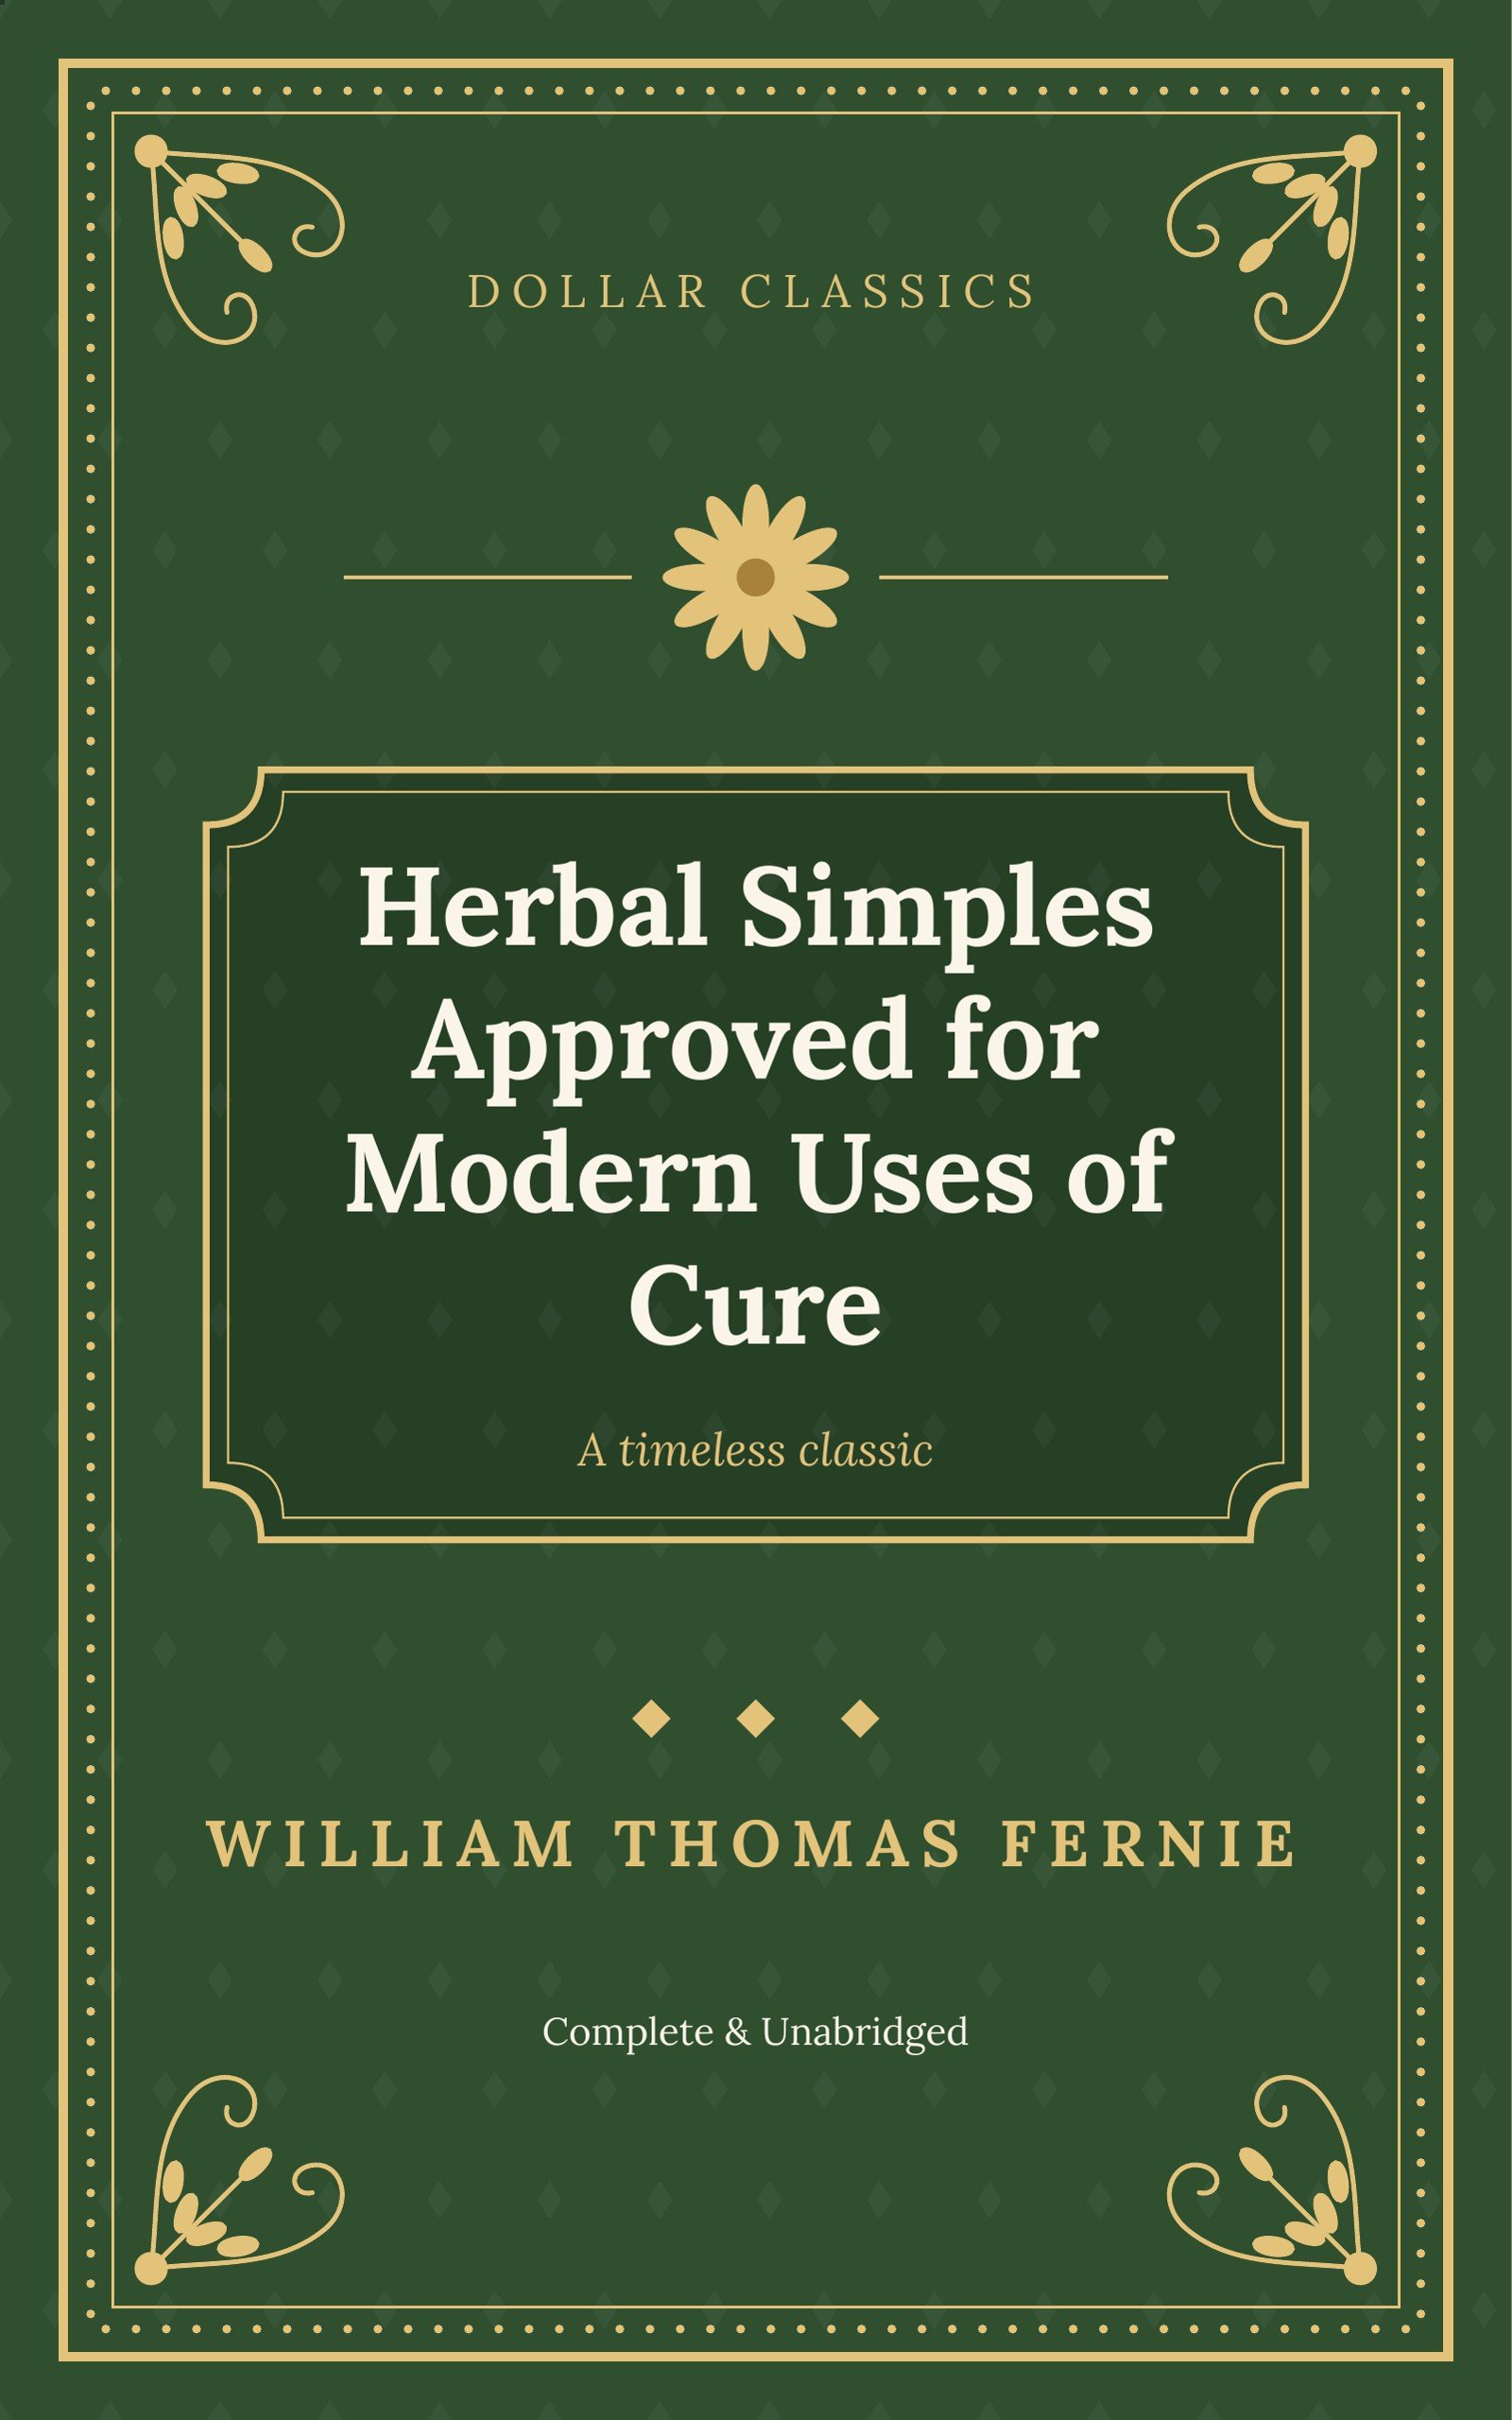 DOLLAR CLASSICS
Herbal Simples
Approved for
Modern Uses of
Cure
A timeless classic
WILLIAM THOMAS FERNIE
Complete & Unabridged